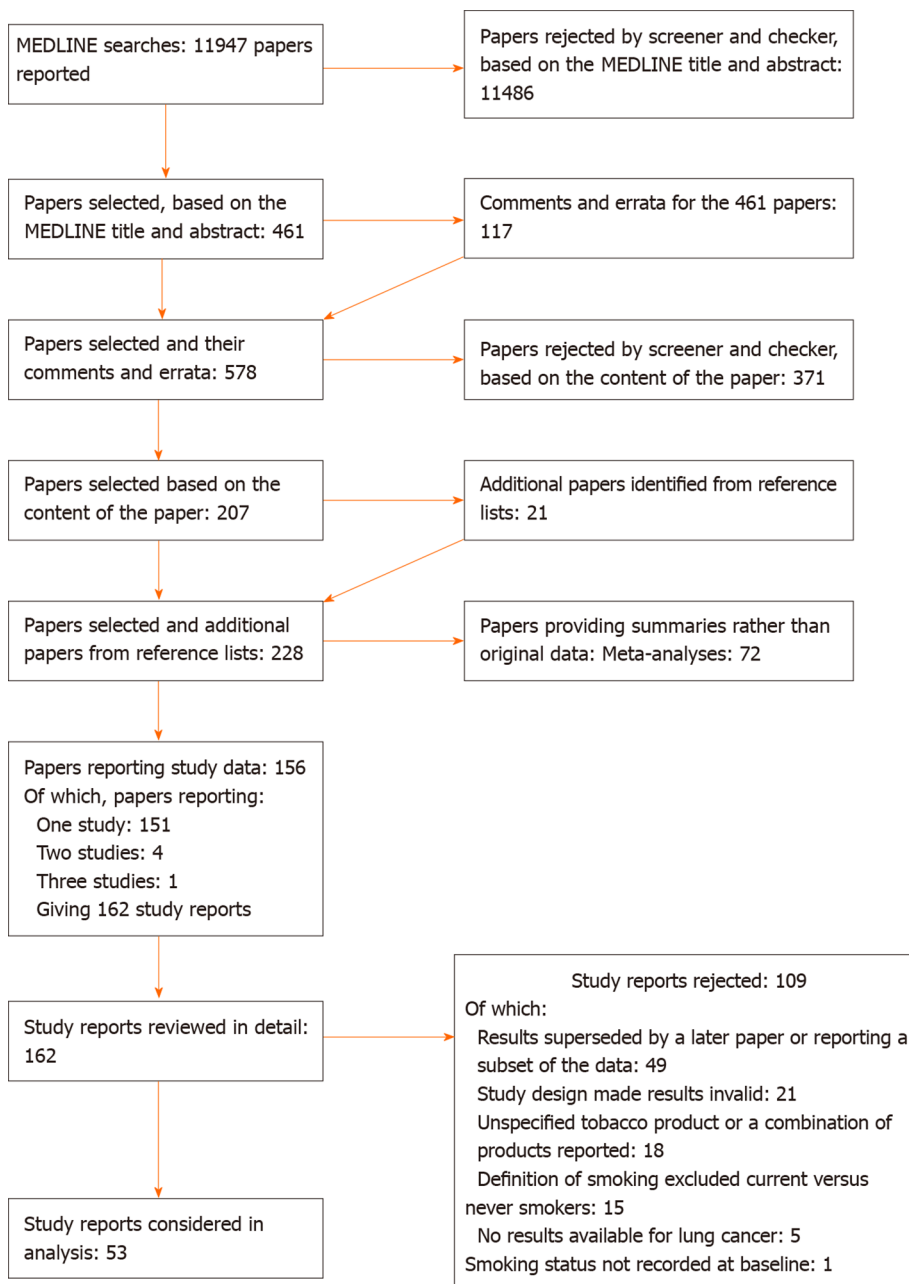 MEDLINE searches: 11947 papers
reported
Papers rejected by screener and checker,
based on the MEDLINE title and abstract:
11486
Papers selected, based on the
MEDLINE title and abstract: 461
Comments and errata for the 461 papers:
117
Papers selected and their
comments and errata: 578
Papers rejected by screener and checker,
based on the content of the paper: 371
Papers selected based on the
content of the paper: 207
Additional papers identified from reference
lists: 21
Papers selected and additional
papers from reference lists: 228
Papers providing summaries rather than
original data: Meta-analyses: 72
Papers reporting study data: 156
Of which, papers reporting:
One study: 151
Two studies: 4
Three studies: 1
Giving 162 study reports
Study reports reviewed in detail:
162
Study reports rejected: 109
Of which:
Results superseded by a later paper or reporting a
subset of the data: 49
Study design made results invalid: 21
Unspecified tobacco product or a combination of
products reported: 18
Definition of smoking excluded current versus
never smokers: 15
No results available for lung cancer: 5
Smoking status not recorded at baseline: 1
Study reports considered in
analysis: 53